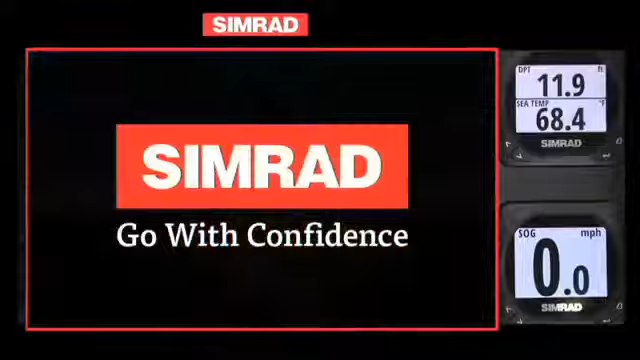 SIMRAD
SIMRAD
Go With Confidence
DPT ft
11.9
SEA TEMP °F
68.4
SIMRAD
SOG mph
0.0
SIMRAD